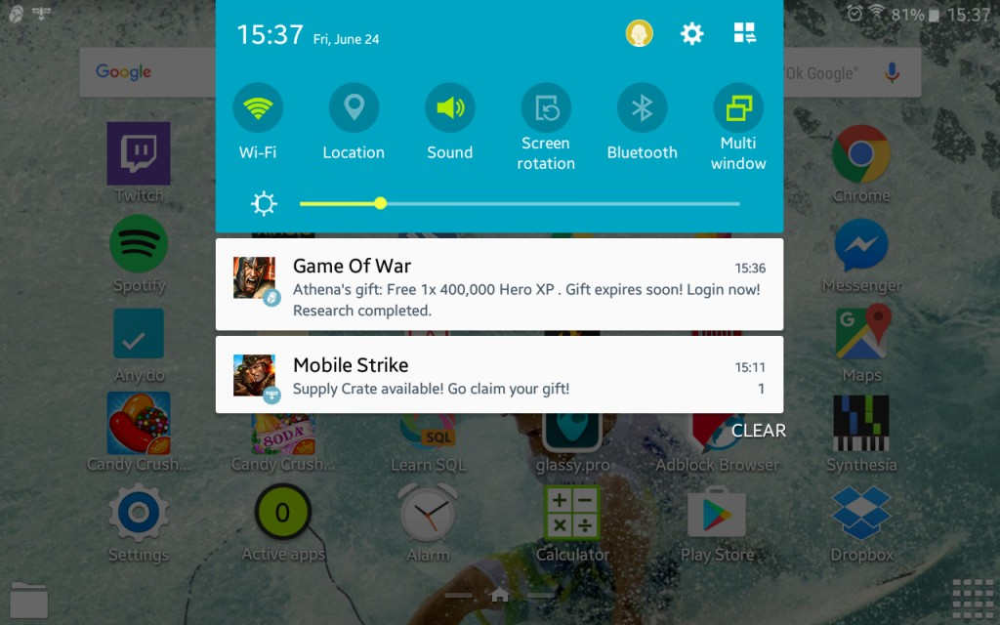 81% 15:37
15:37 Fri, June 24
Google
"Ok Google"
Wi-Fi
Location
Sound
Screen
rotation
Bluetooth
Multi
window
Game Of War
15:36
Athena's gift: Free 1x 400,000 Hero XP . Gift expires soon! Login now!
Research completed.
Mobile Strike
15:11
Supply Crate available! Go claim your gift!
1
CLEAR
Twitch
Chrome
Spotify
Messenger
Any.do
G
Maps
SODA
SQL
Candy Crush...
Candy Crush...
Learn SQL
glassy.pro
Adblock Browser
Synthesia
0
Settings
Active apps
Alarm
Calculator
Play Store
Dropbox